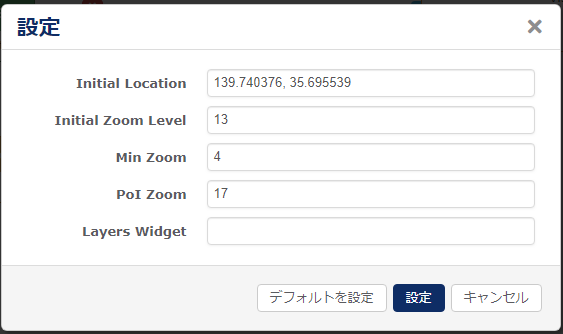 設定
Initial Location 139.740376, 35.695539
Initial Zoom Level 13
Min Zoom 4
PoI Zoom 17
Layers Widget
デフォルトを設定 設定 キャンセル